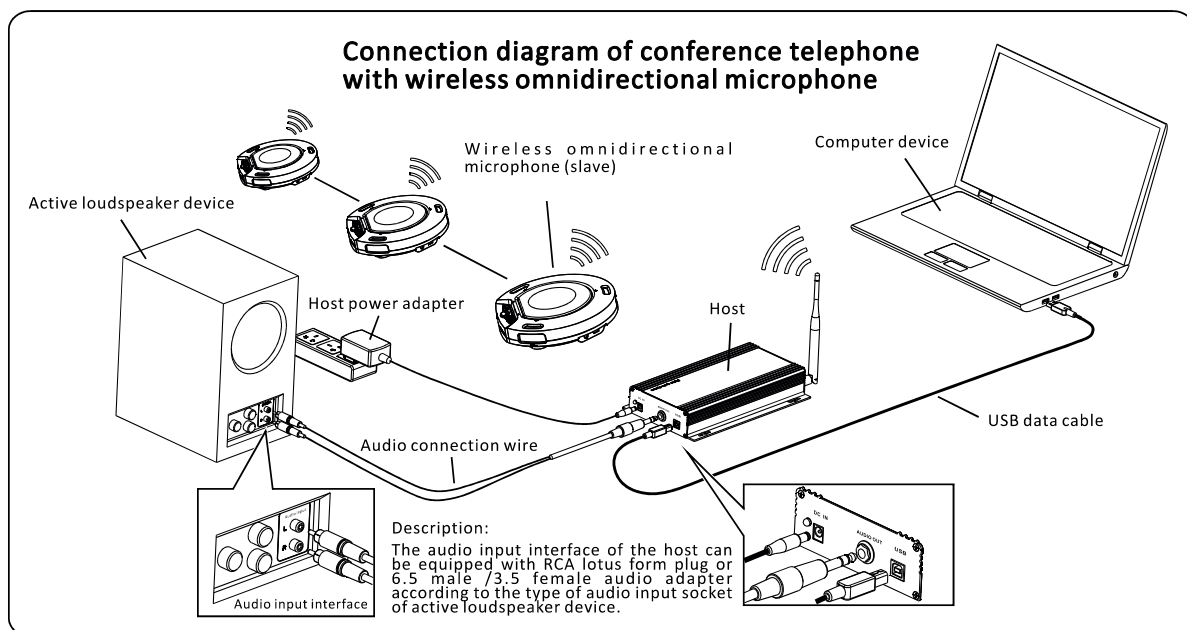 Connection diagram of conference telephone
with wireless omnidirectional microphone
Wireless omnidirectional
microphone (slave)
Computer device
Active loudspeaker device
Host power adapter
Host
USB data cable
Audio connection wire
Audio input
L
R
Audio input interface
Description:
The audio input interface of the host can
be equipped with RCA lotus form plug or
6.5 male /3.5 female audio adapter
according to the type of audio input socket
of active loudspeaker device.
DC IN
AUDIO-OUT
USB